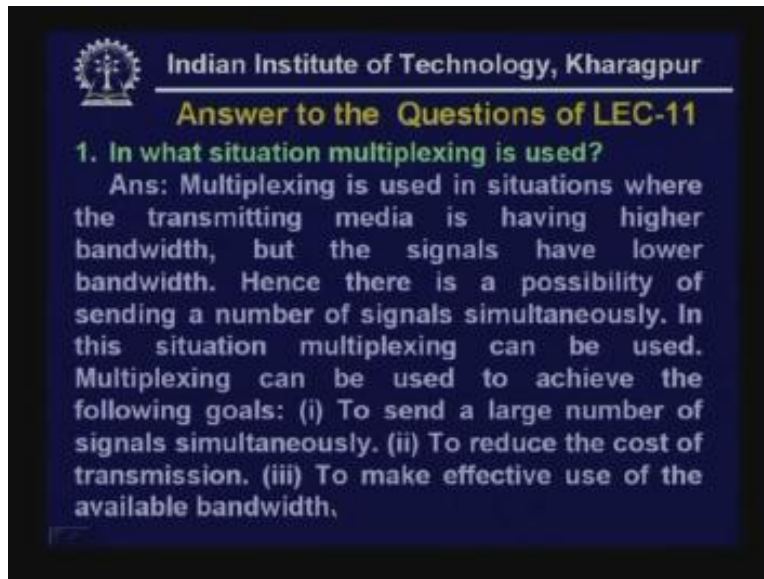 Indian Institute of Technology, Kharagpur
Answer to the Questions of LEC-11
1. In what situation multiplexing is used?
Ans: Multiplexing is used in situations where
the transmitting media is having higher
bandwidth, but the signals have lower
bandwidth. Hence there is a possibility of
sending a number of signals simultaneously. In
this situation multiplexing can be used.
Multiplexing can be used to achieve the
following goals: (i) To send a large number of
signals simultaneously. (ii) To reduce the cost of
transmission. (iii) To make effective use of the
available bandwidth.